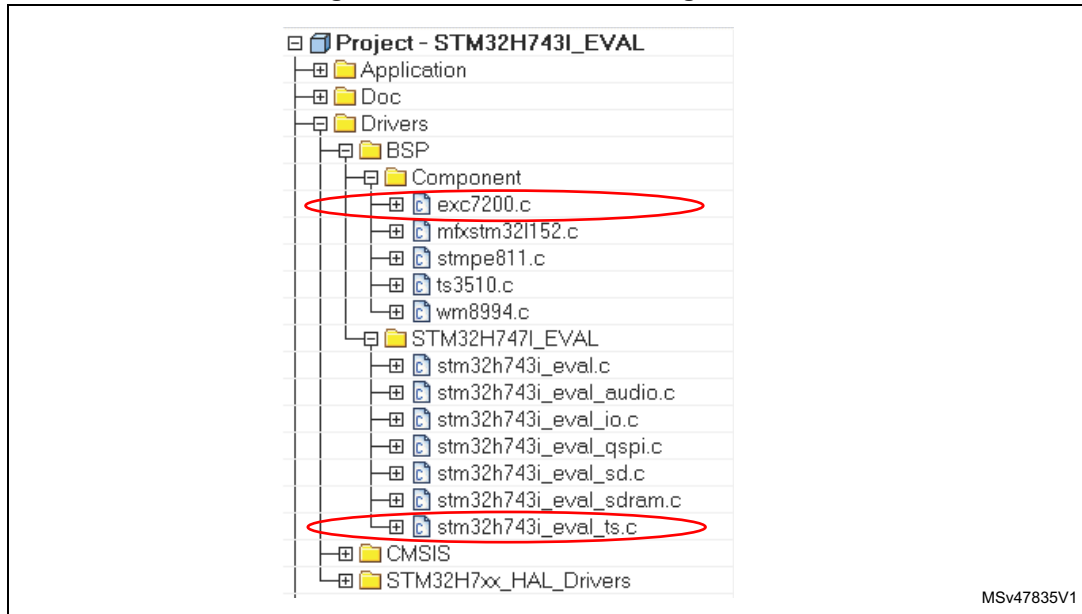 Project - STM32H743I_EVAL
Application
Doc
Drivers
BSP
Component
exc7200.c
mfxstm32l152.c
stmpe811.c
ts3510.c
wm8994.c
STM32H747I_EVAL
stm32h743i_eval.c
stm32h743i_eval_audio.c
stm32h743i_eval_io.c
stm32h743i_eval_qspi.c
stm32h743i_eval_sd.c
stm32h743i_eval_sdram.c
stm32h743i_eval_ts.c
CMSIS
STM32H7xx_HAL_Drivers
MSv47835V1